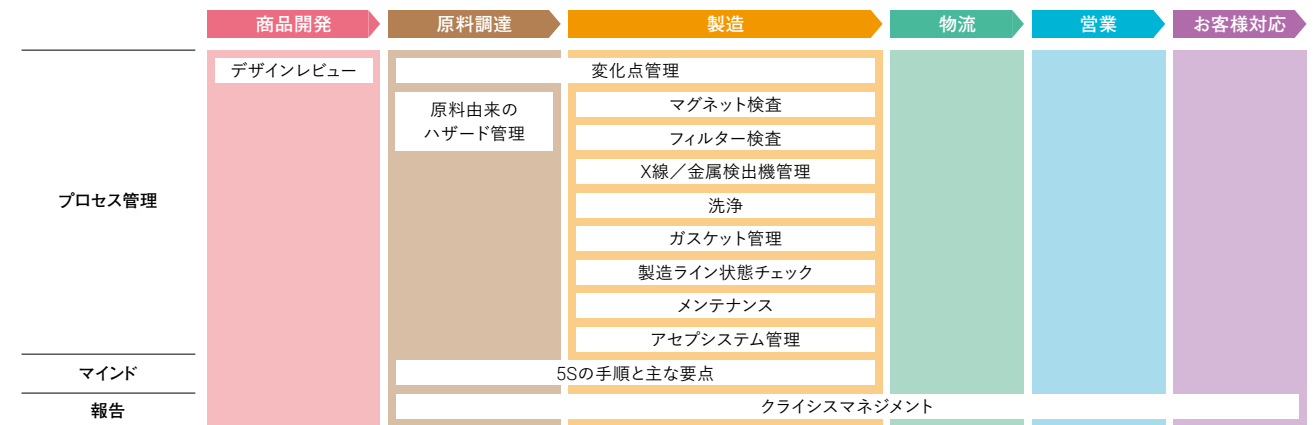 商品開発
原料調達
製造
物流
営業
お客様対応
プロセス管理
デザインレビュー
変化点管理
原料由来の
ハザード管理
マグネット検査
フィルター検査
X線／金属検出機管理
洗浄
ガスケット管理
製造ライン状態チェック
メンテナンス
アセプシステム管理
マインド
5Sの手順と主な要点
報告
クライシスマネジメント